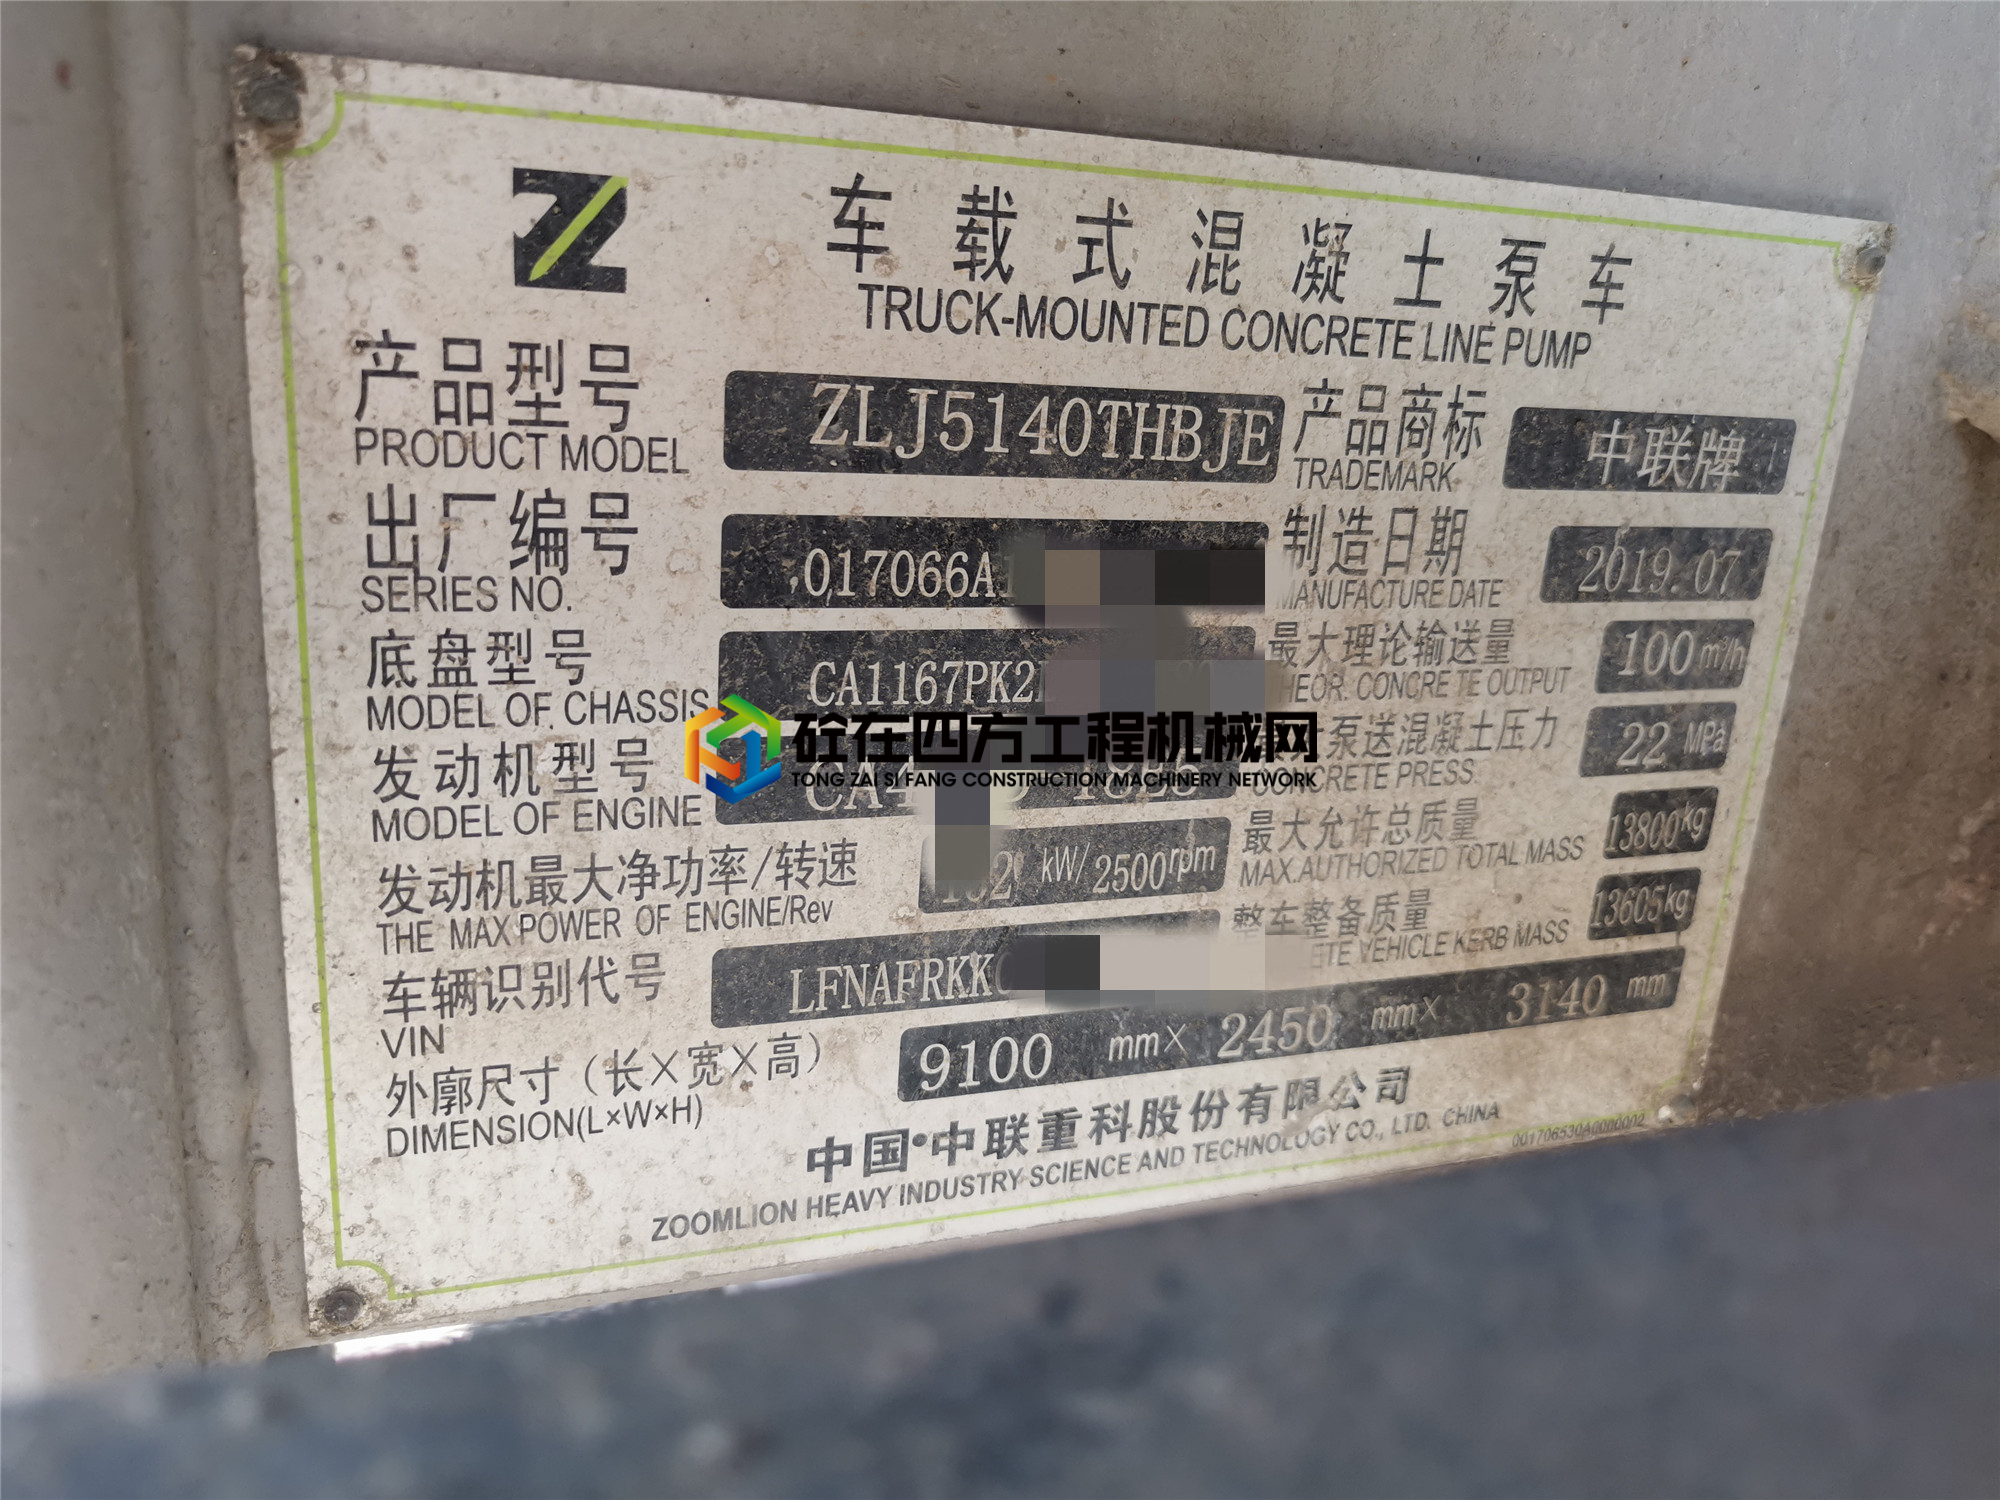 车载式混凝土泵车
TRUCK-MOUNTED CONCRETE LINE PUMP
产品型号 ZLJ5140THBJE 产品商标 中联牌
PRODUCT MODEL TRADEMARK
出厂编号 017066A 制造日期 2019.07
SERIES NO. MANUFACTURE DATE
底盘型号 CA1167PK2 最大理论输送量 100 m³/h
MODEL OF CHASSIS THEOR. CONCRETE OUTPUT
发动机型号 泵送混凝土压力 22 MPa
MODEL OF ENGINE CONCRETE PRESS.
砼在四方工程机械网
TONG ZAI SI FANG CONSTRUCTION MACHINERY NETWORK
发动机最大净功率/转速 kW/2500rpm 最大允许总质量 13800kg
THE MAX POWER OF ENGINE/Rev MAX.AUTHORIZED TOTAL MASS
车辆识别代号 LFNAFRKK 整车整备质量 13605kg
VIN VEHICLE KERB MASS
外廓尺寸（长×宽×高） 9100 mm× 2450 mm× 3140 mm
DIMENSION(L×W×H)
中国•中联重科股份有限公司
ZOOMLION HEAVY INDUSTRY SCIENCE AND TECHNOLOGY CO., LTD. CHINA